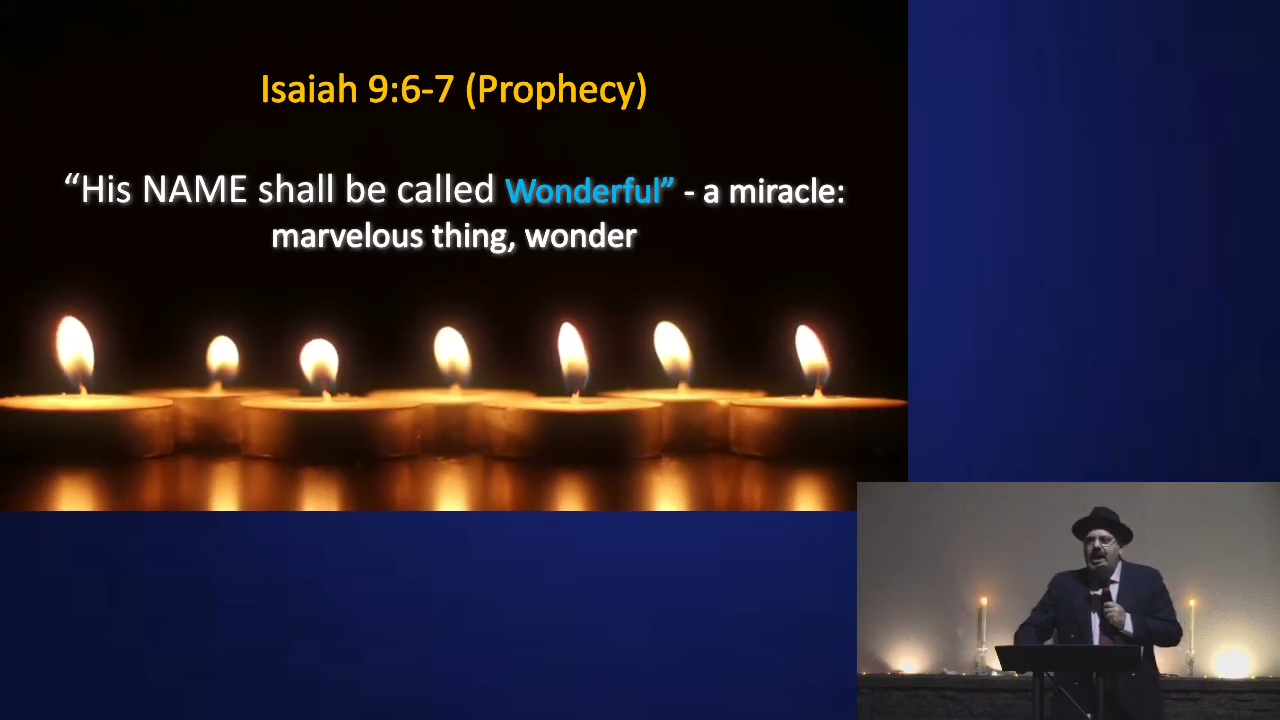 Isaiah 9:6-7 (Prophecy)
“His NAME shall be called Wonderful” - a miracle:
marvelous thing, wonder